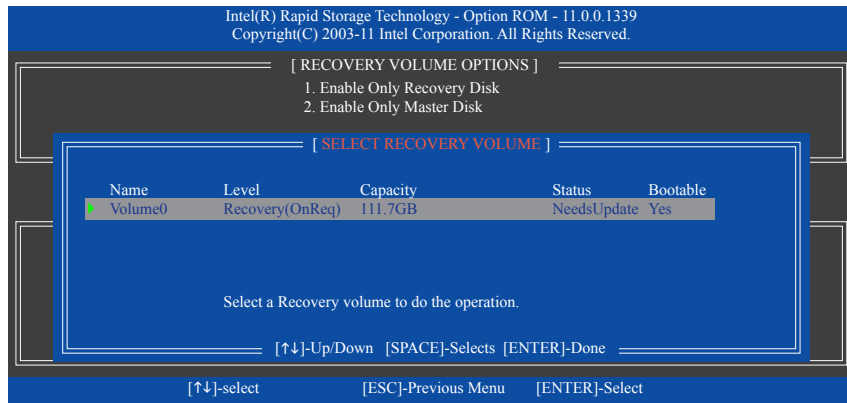 Intel(R) Rapid Storage Technology - Option ROM - 11.0.0.1339
Copyright(C) 2003-11 Intel Corporation. All Rights Reserved.
[ RECOVERY VOLUME OPTIONS ]
1. Enable Only Recovery Disk
2. Enable Only Master Disk
[ SELECT RECOVERY VOLUME ]
Name Level Capacity Status Bootable
Volume0 Recovery(OnReq) 111.7GB NeedsUpdate Yes
Select a Recovery volume to do the operation.
[↑↓]-Up/Down [SPACE]-Selects [ENTER]-Done
[↑↓]-select [ESC]-Previous Menu [ENTER]-Select